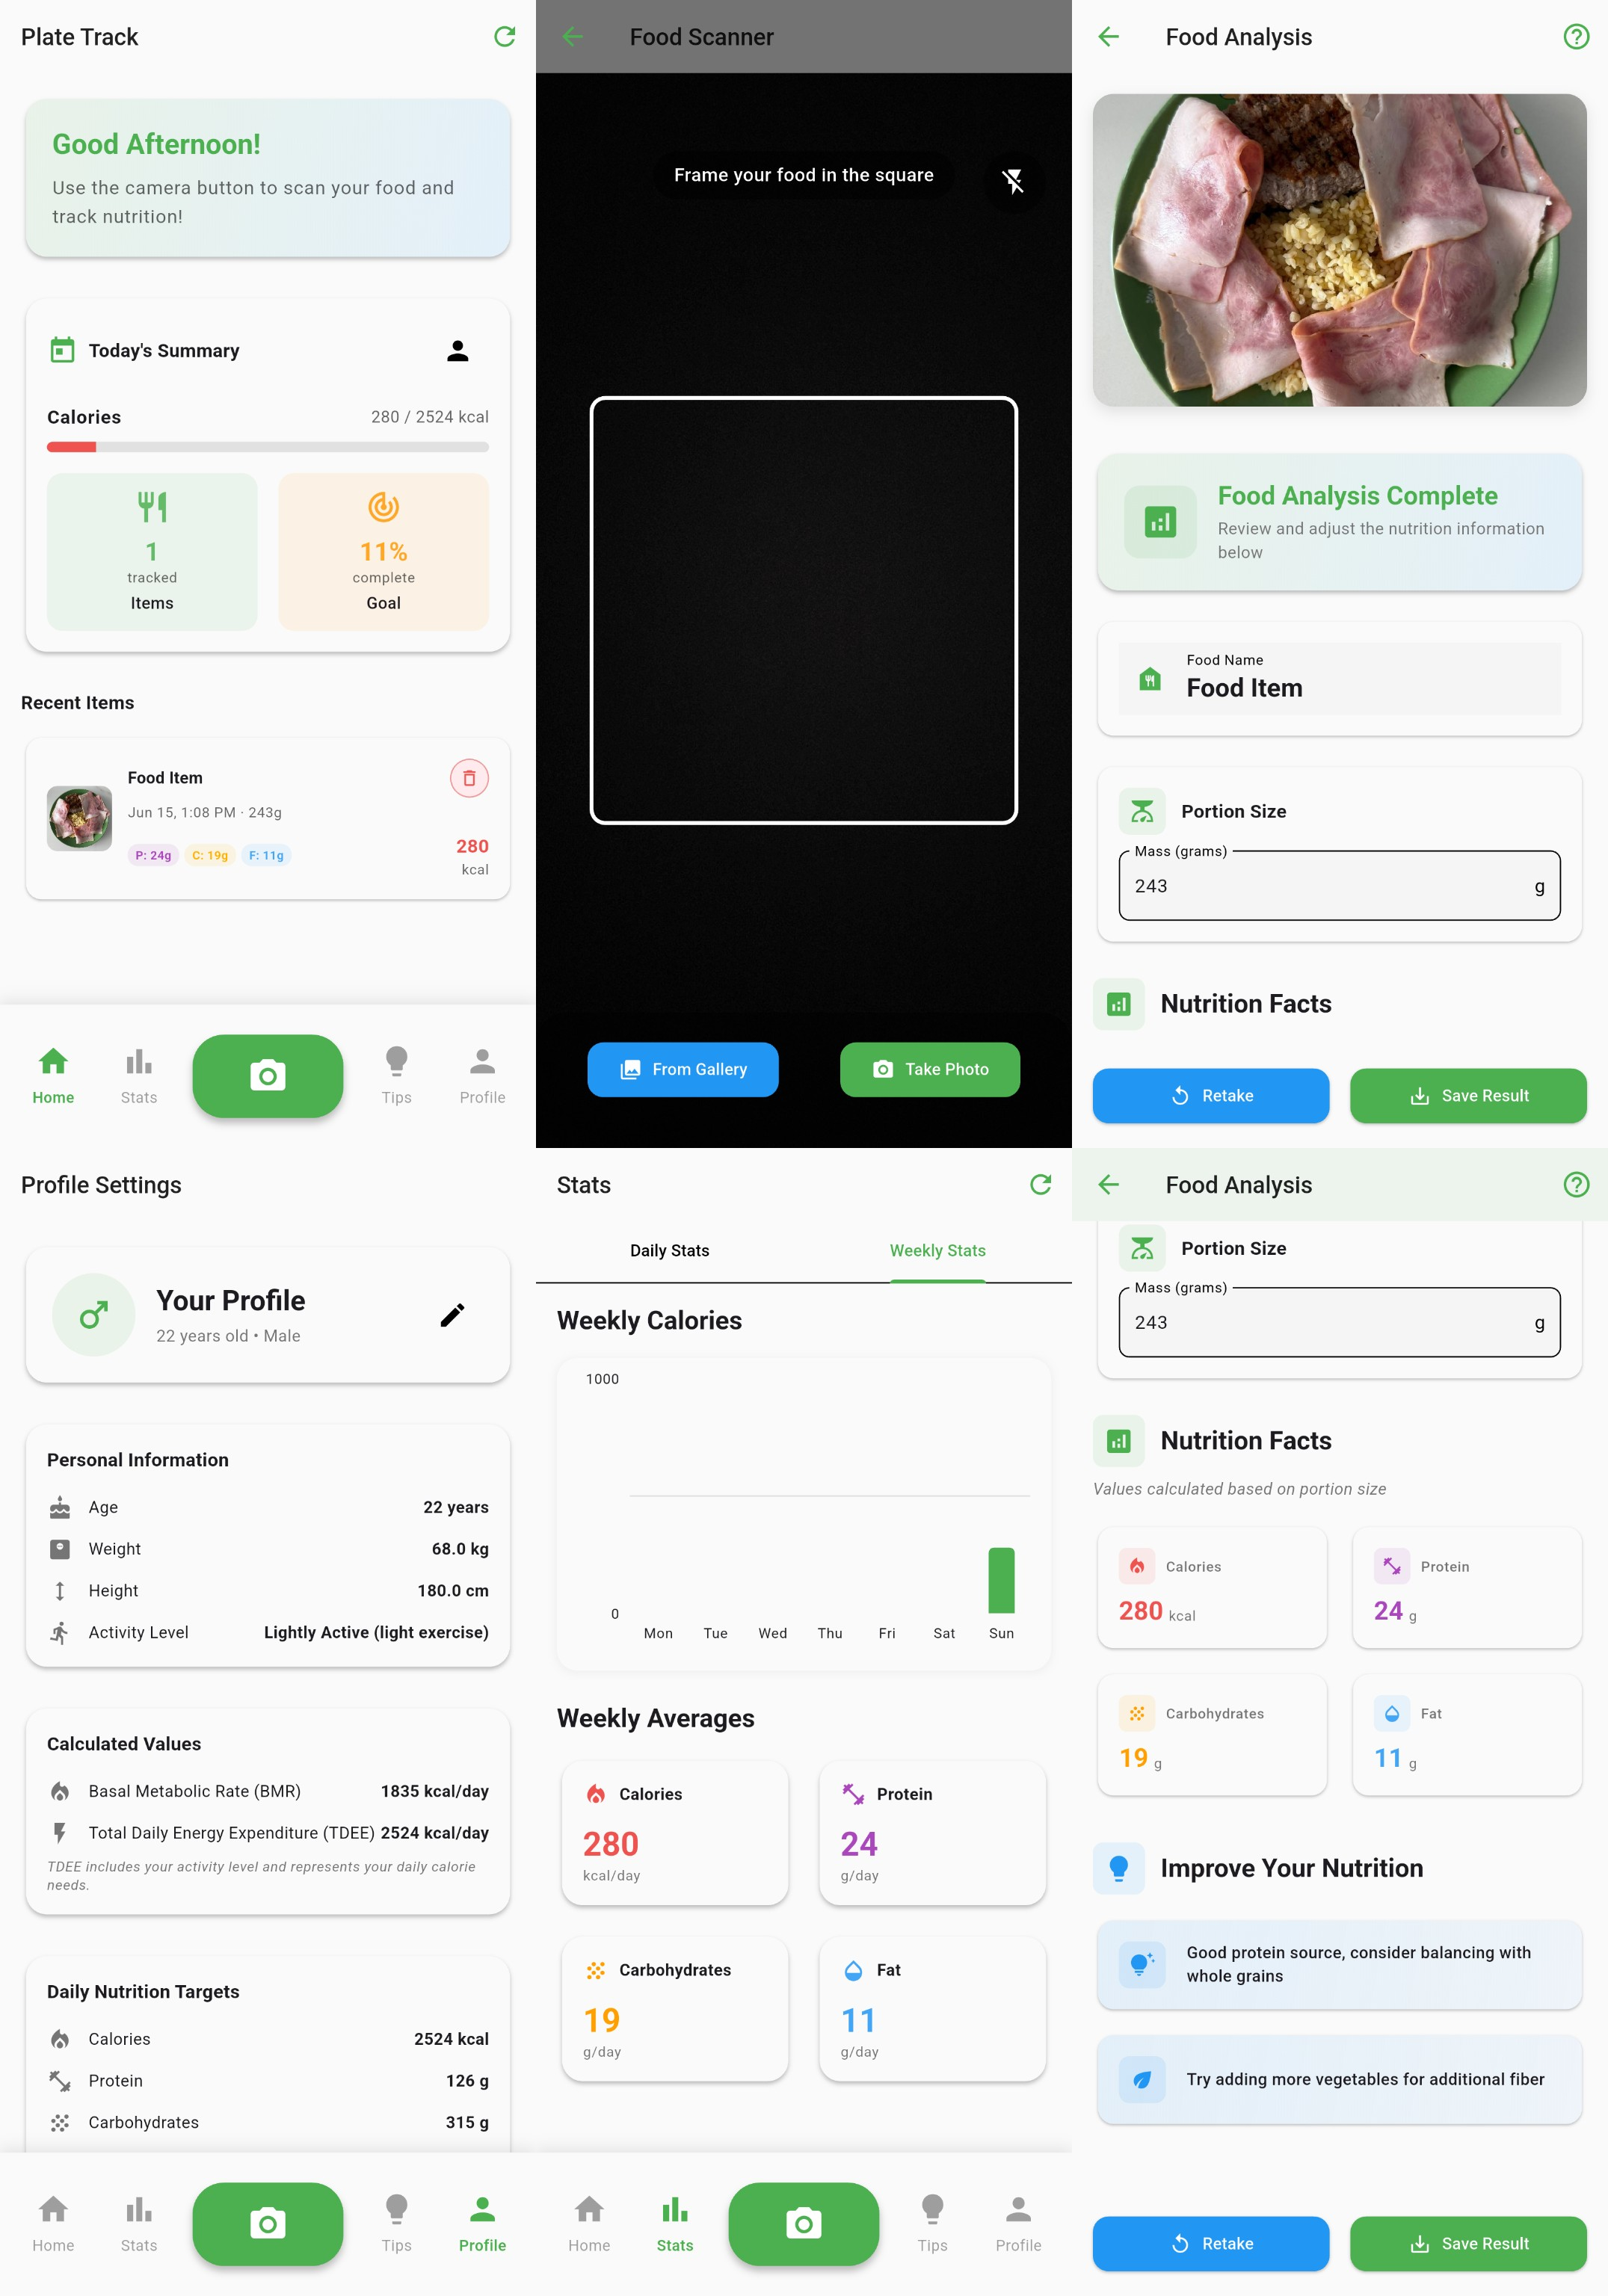 Plate Track
Good Afternoon!
Use the camera button to scan your food and
track nutrition!
Today's Summary
Calories
280 / 2524 kcal
1
tracked
Items
11%
complete
Goal
Recent Items
Food Item
Jun 15, 1:08 PM · 243g
P: 24g
C: 19g
F: 11g
280
kcal
Home
Stats
Tips
Profile
Food Scanner
Frame your food in the square
From Gallery
Take Photo
Food Analysis
Food Analysis Complete
Review and adjust the nutrition information
below
Food Name
Food Item
Portion Size
Mass (grams)
243
g
Nutrition Facts
Retake
Save Result
Profile Settings
Your Profile
22 years old • Male
Personal Information
Age
22 years
Weight
68.0 kg
Height
180.0 cm
Activity Level
Lightly Active (light exercise)
Calculated Values
Basal Metabolic Rate (BMR)
1835 kcal/day
Total Daily Energy Expenditure (TDEE)
2524 kcal/day
TDEE includes your activity level and represents your daily calorie
needs.
Daily Nutrition Targets
Calories
2524 kcal
Protein
126 g
Carbohydrates
315 g
Home
Stats
Tips
Profile
Stats
Daily Stats
Weekly Stats
Weekly Calories
1000
0
Mon
Tue
Wed
Thu
Fri
Sat
Sun
Weekly Averages
Calories
280
kcal/day
Protein
24
g/day
Carbohydrates
19
g/day
Fat
11
g/day
Home
Stats
Tips
Profile
Food Analysis
Portion Size
Mass (grams)
243
g
Nutrition Facts
Values calculated based on portion size
Calories
280 kcal
Protein
24 g
Carbohydrates
19 g
Fat
11 g
Improve Your Nutrition
Good protein source, consider balancing with
whole grains
Try adding more vegetables for additional fiber
Retake
Save Result